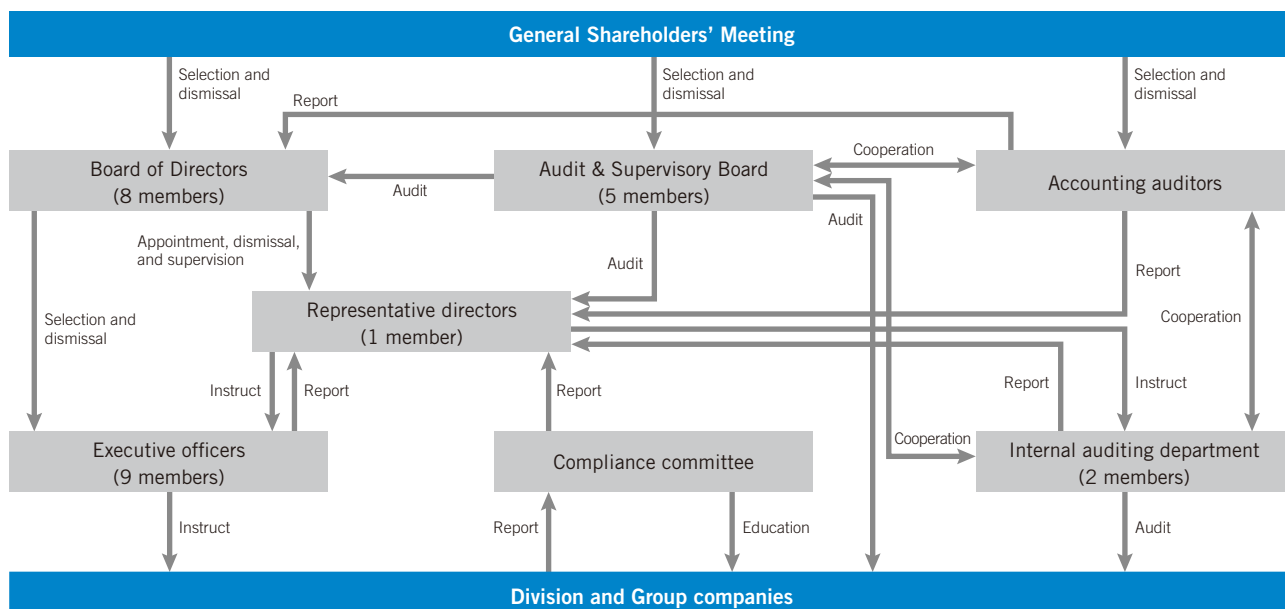 General Shareholders' Meeting
Selection and
dismissal
Selection and
dismissal
Selection and
dismissal
Report
Board of Directors
(8 members)
Audit
Audit & Supervisory Board
(5 members)
Cooperation
Accounting auditors
Appointment, dismissal,
and supervision
Audit
Audit
Report
Representative directors
(1 member)
Selection and
dismissal
Cooperation
Instruct
Report
Report
Report
Instruct
Executive officers
(9 members)
Compliance committee
Cooperation
Internal auditing department
(2 members)
Instruct
Report
Education
Audit
Division and Group companies